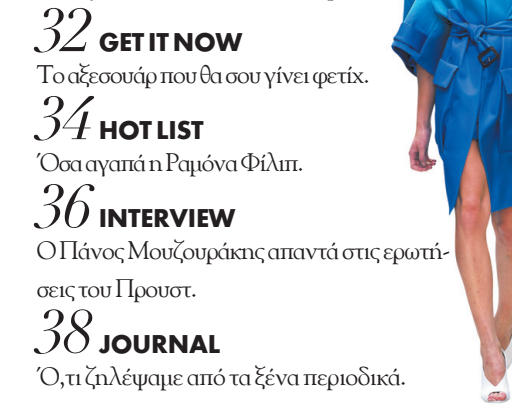 32 GET IT NOW
Το αξεσουάρ που θα σου γίνει φετίχ.
34 HOT LIST
Όσα αγαπά η Ραμόνα Φίλιπ.
36 INTERVIEW
Ο Πάνος Μουζουράκης απαντά στις ερωτή-
σεις του Προυστ.
38 JOURNAL
Ό,τι ζηλέψαμε από τα ξένα περιοδικά.